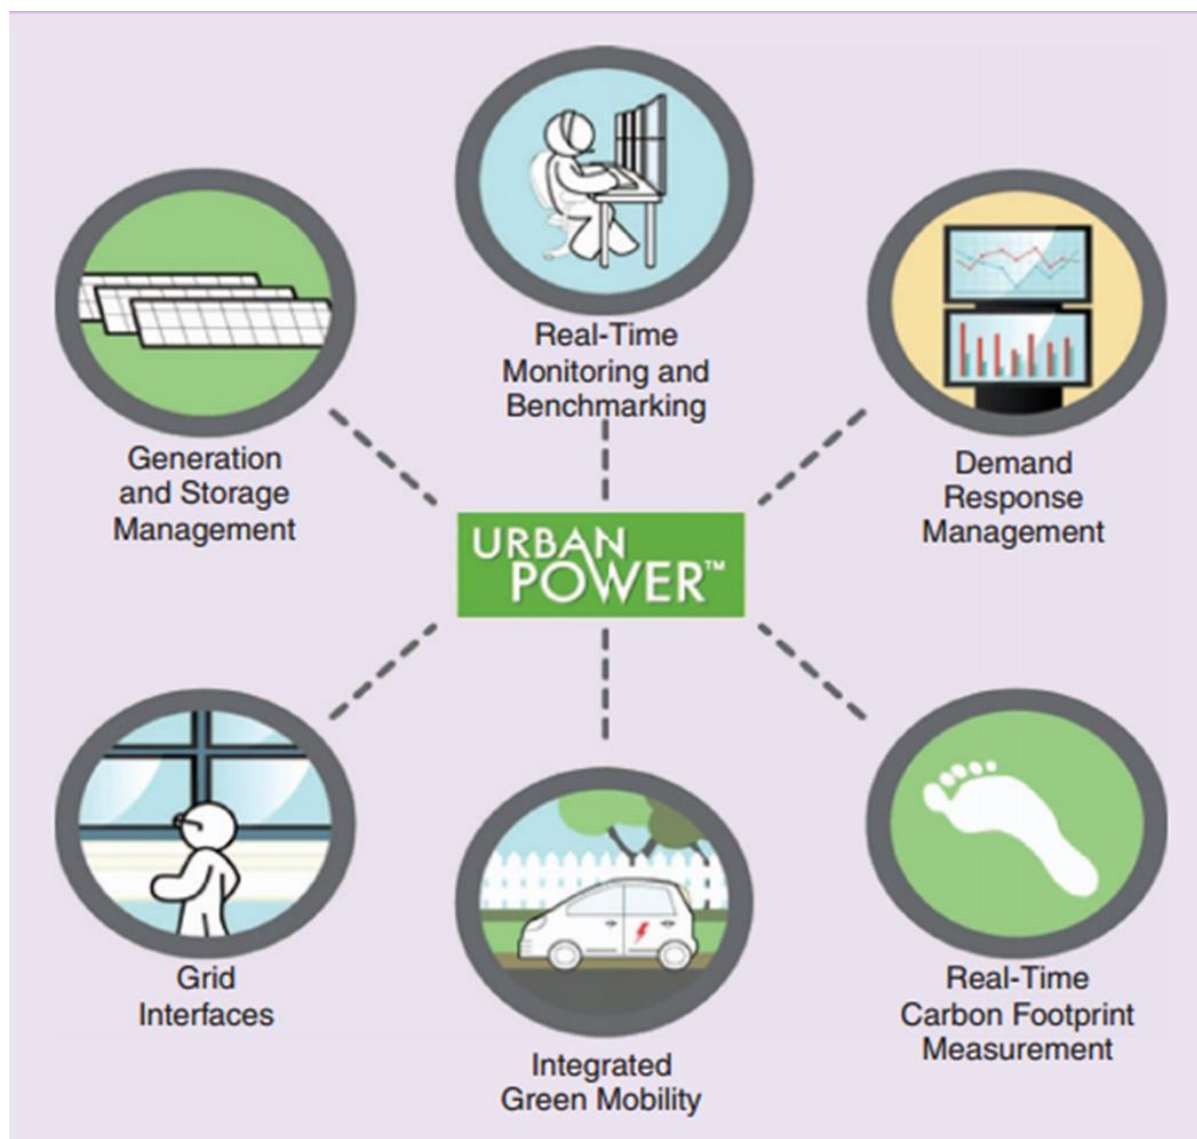 Real-Time
Monitoring and
Benchmarking
Generation
and Storage
Management
Demand
Response
Management
URBAN
POWER™
Grid
Interfaces
Integrated
Green Mobility
Real-Time
Carbon Footprint
Measurement